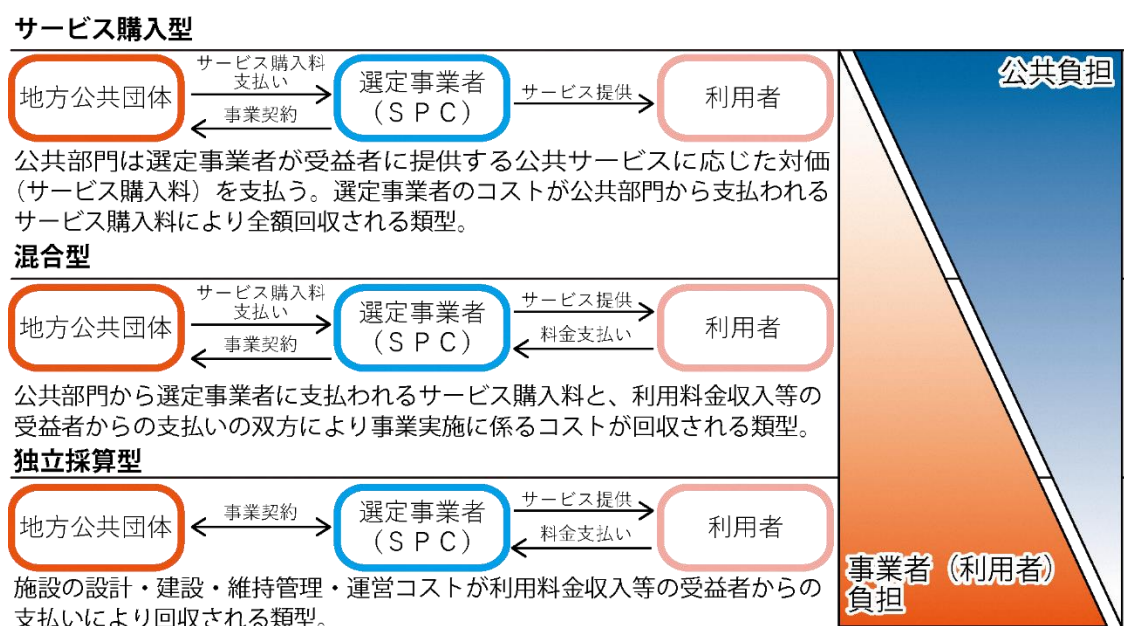 サービス購入型
地方公共団体
サービス購入料
支払い
事業契約
選定事業者
(ＳＰＣ)
サービス提供
利用者
公共部門は選定事業者が受益者に提供する公共サービスに応じた対価
(サービス購入料）を支払う。選定事業者のコストが公共部門から支払われる
サービス購入料により全額回収される類型。
混合型
地方公共団体
サービス購入料
支払い
事業契約
選定事業者
(ＳＰＣ)
サービス提供
料金支払い
利用者
公共部門から選定事業者に支払われるサービス購入料と、利用料金収入等の
受益者からの支払いの双方により事業実施に係るコストが回収される類型。
独立採算型
地方公共団体
事業契約
選定事業者
(ＳＰＣ)
サービス提供
料金支払い
利用者
施設の設計・建設・維持管理・運営コストが利用料金収入等の受益者からの
支払いにより回収される類型。
公共負担
事業者（利用者）
負担